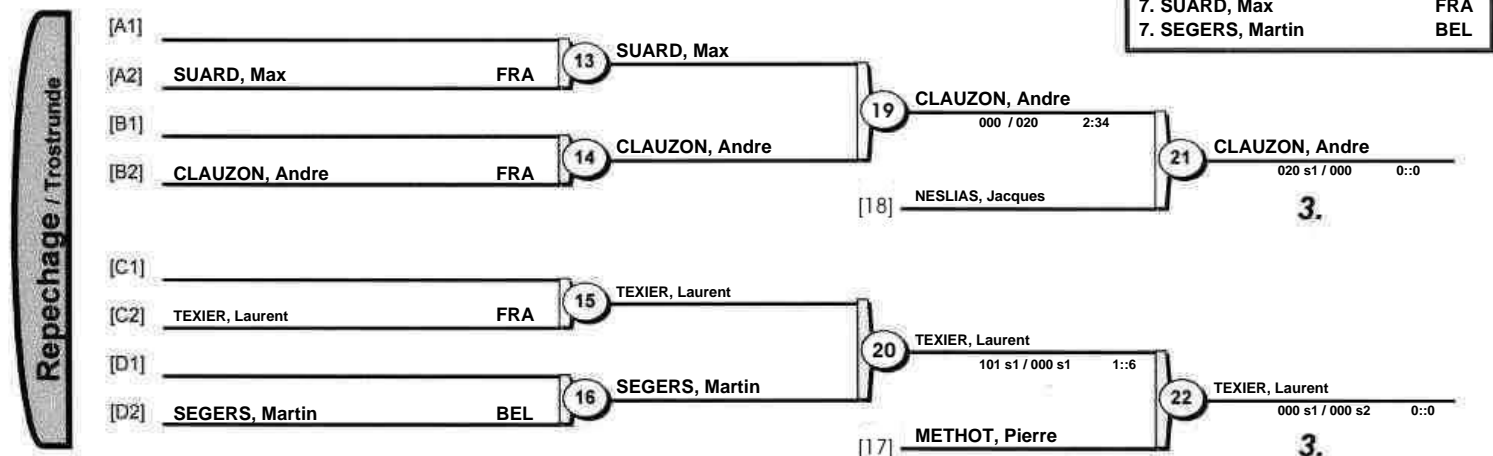 7. SUARD, Max FRA
7. SEGERS, Martin BEL
Repechage / Trostrunde
[A1]
[A2] SUARD, Max FRA
13 SUARD, Max
[B1]
[B2] CLAUZON, Andre FRA
14 CLAUZON, Andre
19 CLAUZON, Andre
000 / 020 2:34
[18] NESLIAS, Jacques
21 CLAUZON, Andre
020 s1 / 000 0::0
3.
[C1]
[C2] TEXIER, Laurent FRA
15 TEXIER, Laurent
[D1]
[D2] SEGERS, Martin BEL
16 SEGERS, Martin
20 TEXIER, Laurent
101 s1 / 000 s1 1::6
[17] METHOT, Pierre
22 TEXIER, Laurent
000 s1 / 000 s2 0::0
3.